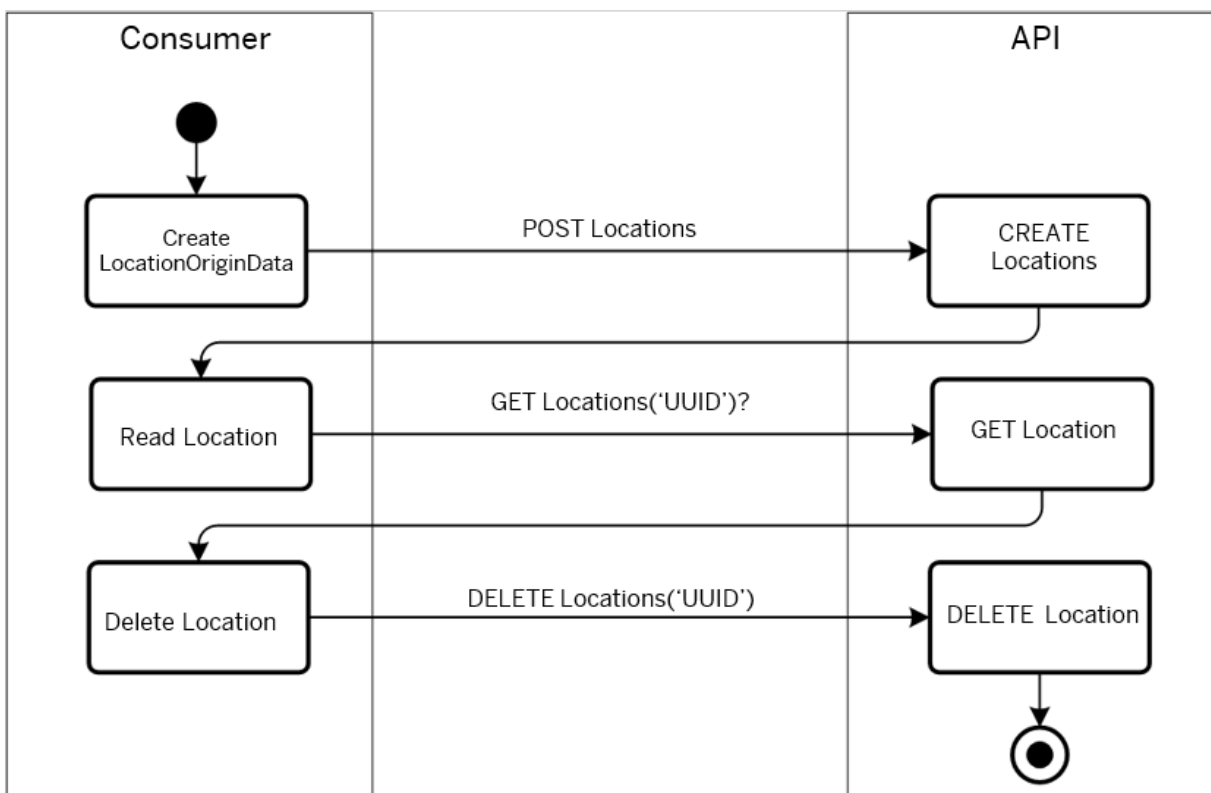 Consumer
API
Create
LocationOriginData
POST Locations
CREATE
Locations
Read Location
GET Locations(‘UUID’)?
GET Location
Delete Location
DELETE Locations(‘UUID’)
DELETE Location